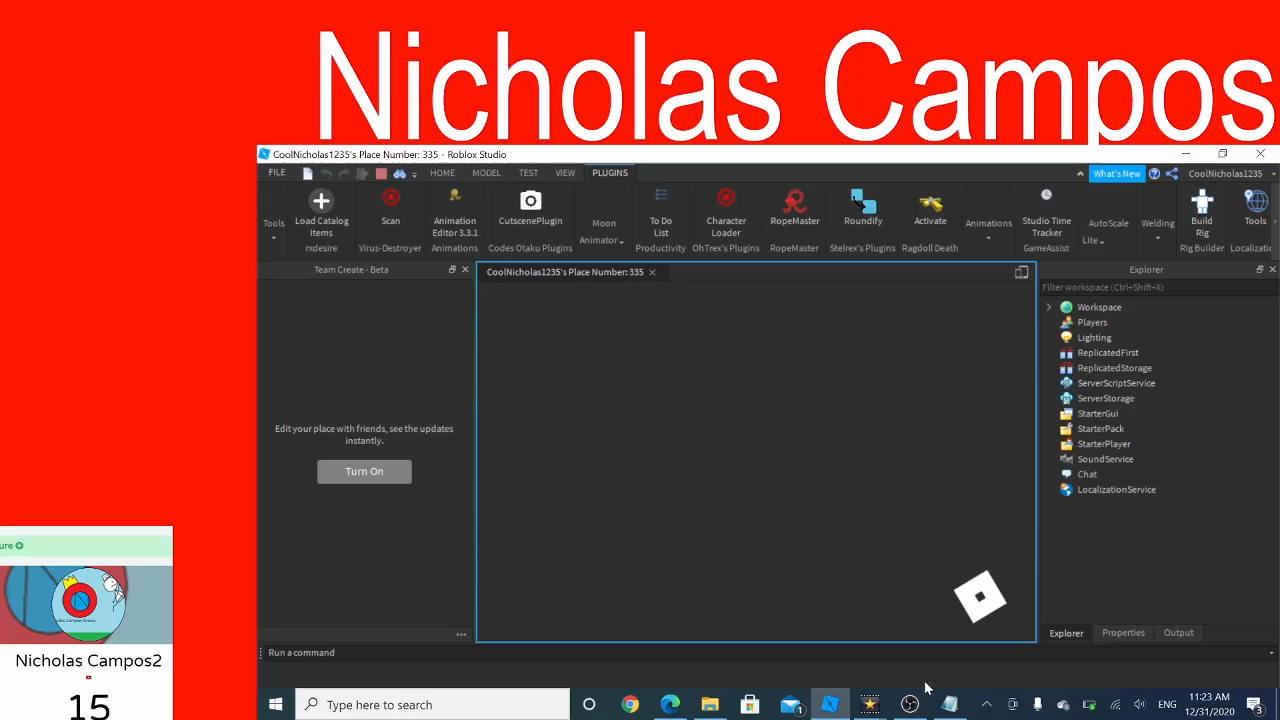 Nicholas Campos
CoolNicholas1235's Place Number: 335 - Roblox Studio
FILE HOME MODEL TEST VIEW PLUGINS What's New CoolNicholas1235
Tools
Load Catalog Items
rxdesire
Scan
Virus-Destroyer
Animation Editor 3.3.1
Animations
CutscenePlugin
Codes Otaku Plugins
Moon Animator
To Do List
Productivity
Character Loader
OhTrex's Plugins
RopeMaster
RopeMaster
Roundify
Stelrex's Plugins
Activate
Ragdoll Death
Animations
Studio Time Tracker
GameAssist
AutoScale Lite
Welding
Build Rig
Rig Builder
Tools
Localizatic
Team Create - Beta
Edit your place with friends, see the updates
instantly.
Turn On
CoolNicholas1235's Place Number: 335
Explorer
Filter workspace (Ctrl+Shift+X)
Workspace
Players
Lighting
ReplicatedFirst
ReplicatedStorage
ServerScriptService
ServerStorage
StarterGui
StarterPack
StarterPlayer
SoundService
Chat
LocalizationService
Explorer Properties Output
Run a command
ure
Nicholas Campos2
15
Type here to search
1
ENG
11:23 AM
12/31/2020
3